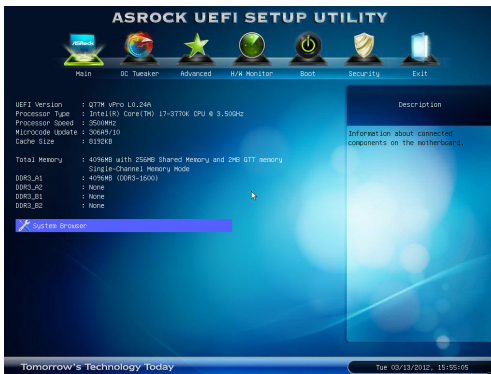 ASROCK UEFI SETUP UTILITY
ASRock
Main OC Tweaker Advanced H/W Monitor Boot Security Exit
UEFI Version : Q77M vPro L0.24A
Processor Type : Intel(R) Core(TM) i7-3770K CPU @ 3.50GHz
Processor Speed : 3500MHz
Microcode Update : 306A9/10
Cache Size : 8192KB
Total Memory : 4096MB with 256MB Shared Memory and 2MB GTT memory
Single-Channel Memory Mode
DDR3_A1 : 4096MB (DDR3-1600)
DDR3_A2 : None
DDR3_B1 : None
DDR3_B2 : None
System Browser
Description
Information about connected
components on the motherboard.
Tomorrow's Technology Today
Tue 03/13/2012, 15:55:05